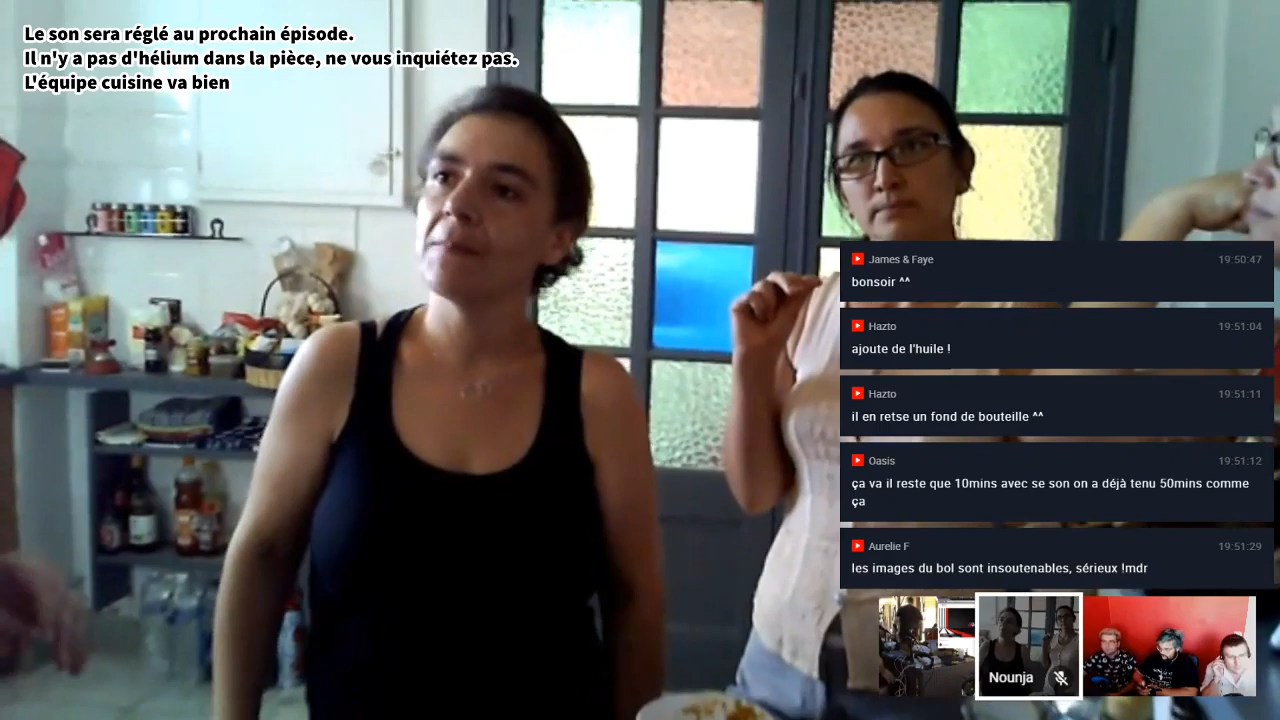 Le son sera réglé au prochain épisode.
Il n'y a pas d'hélium dans la pièce, ne vous inquiétez pas.
L'équipe cuisine va bien
James & Faye 19:50:47
bonsoir ^^
Hazto 19:51:04
ajoute de l'huile !
Hazto 19:51:11
il en retse un fond de bouteille ^^
Oasis 19:51:12
ça va il reste que 10mins avec se son on a déjà tenu 50mins comme
ça
Aurelie F 19:51:29
les images du bol sont insoutenables, sérieux !mdr
Nounja